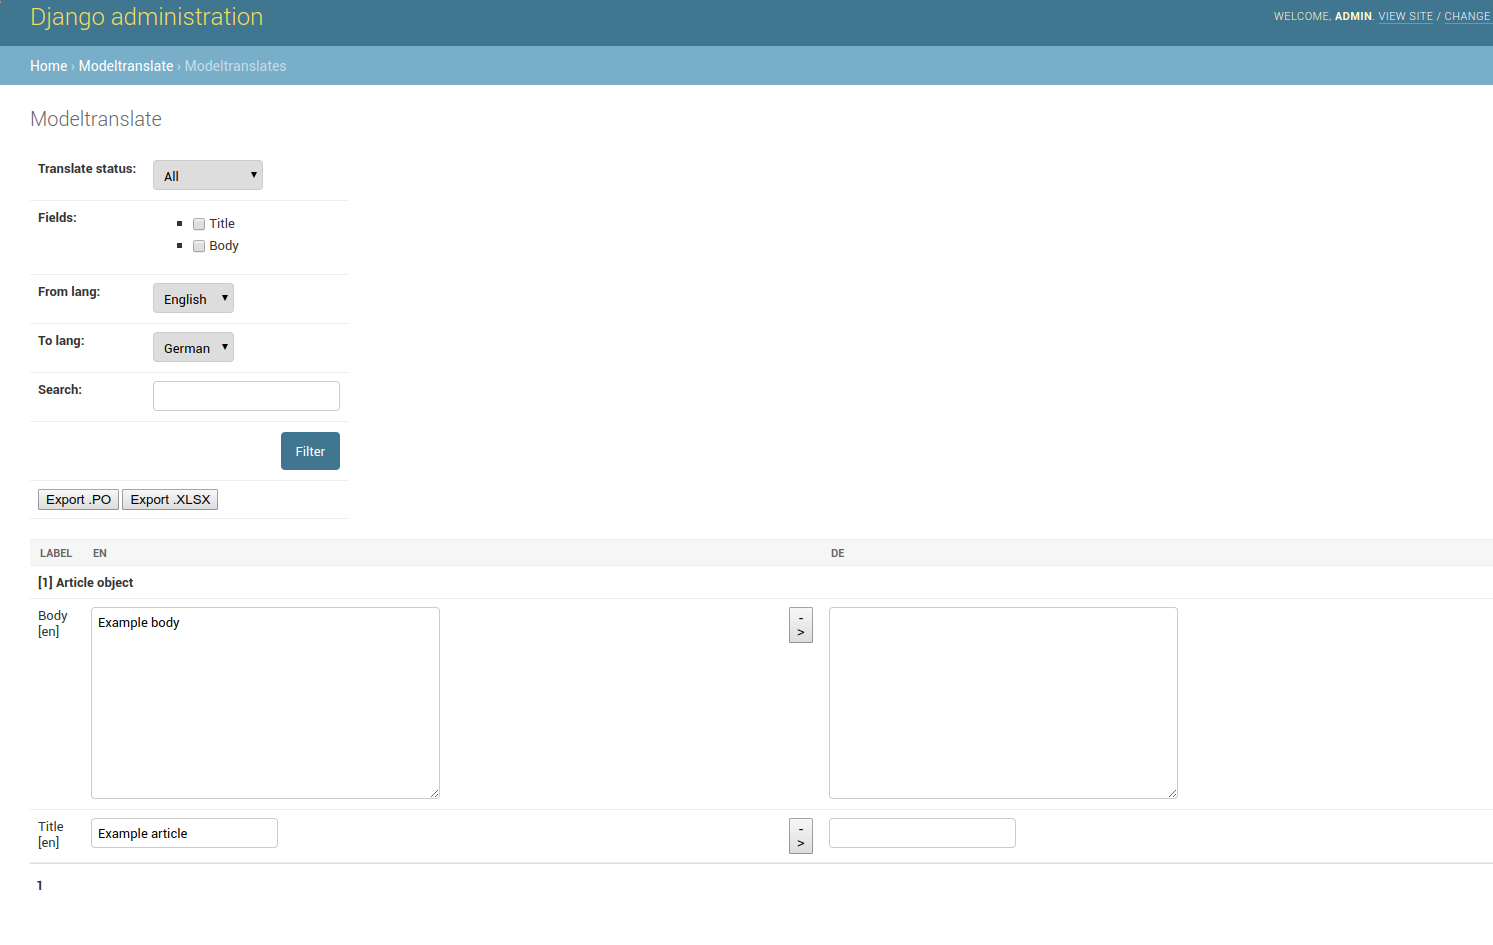 Django administration
WELCOME, ADMIN. VIEW SITE / CHANGE
Home › Modeltranslate › Modeltranslates
Modeltranslate
Translate status: All
Fields:
Title
Body
From lang: English
To lang: German
Search:
Filter
Export .PO Export .XLSX
LABEL EN DE
[1] Article object
Body
[en]
Example body
-
>
Title
[en]
Example article
-
>
1